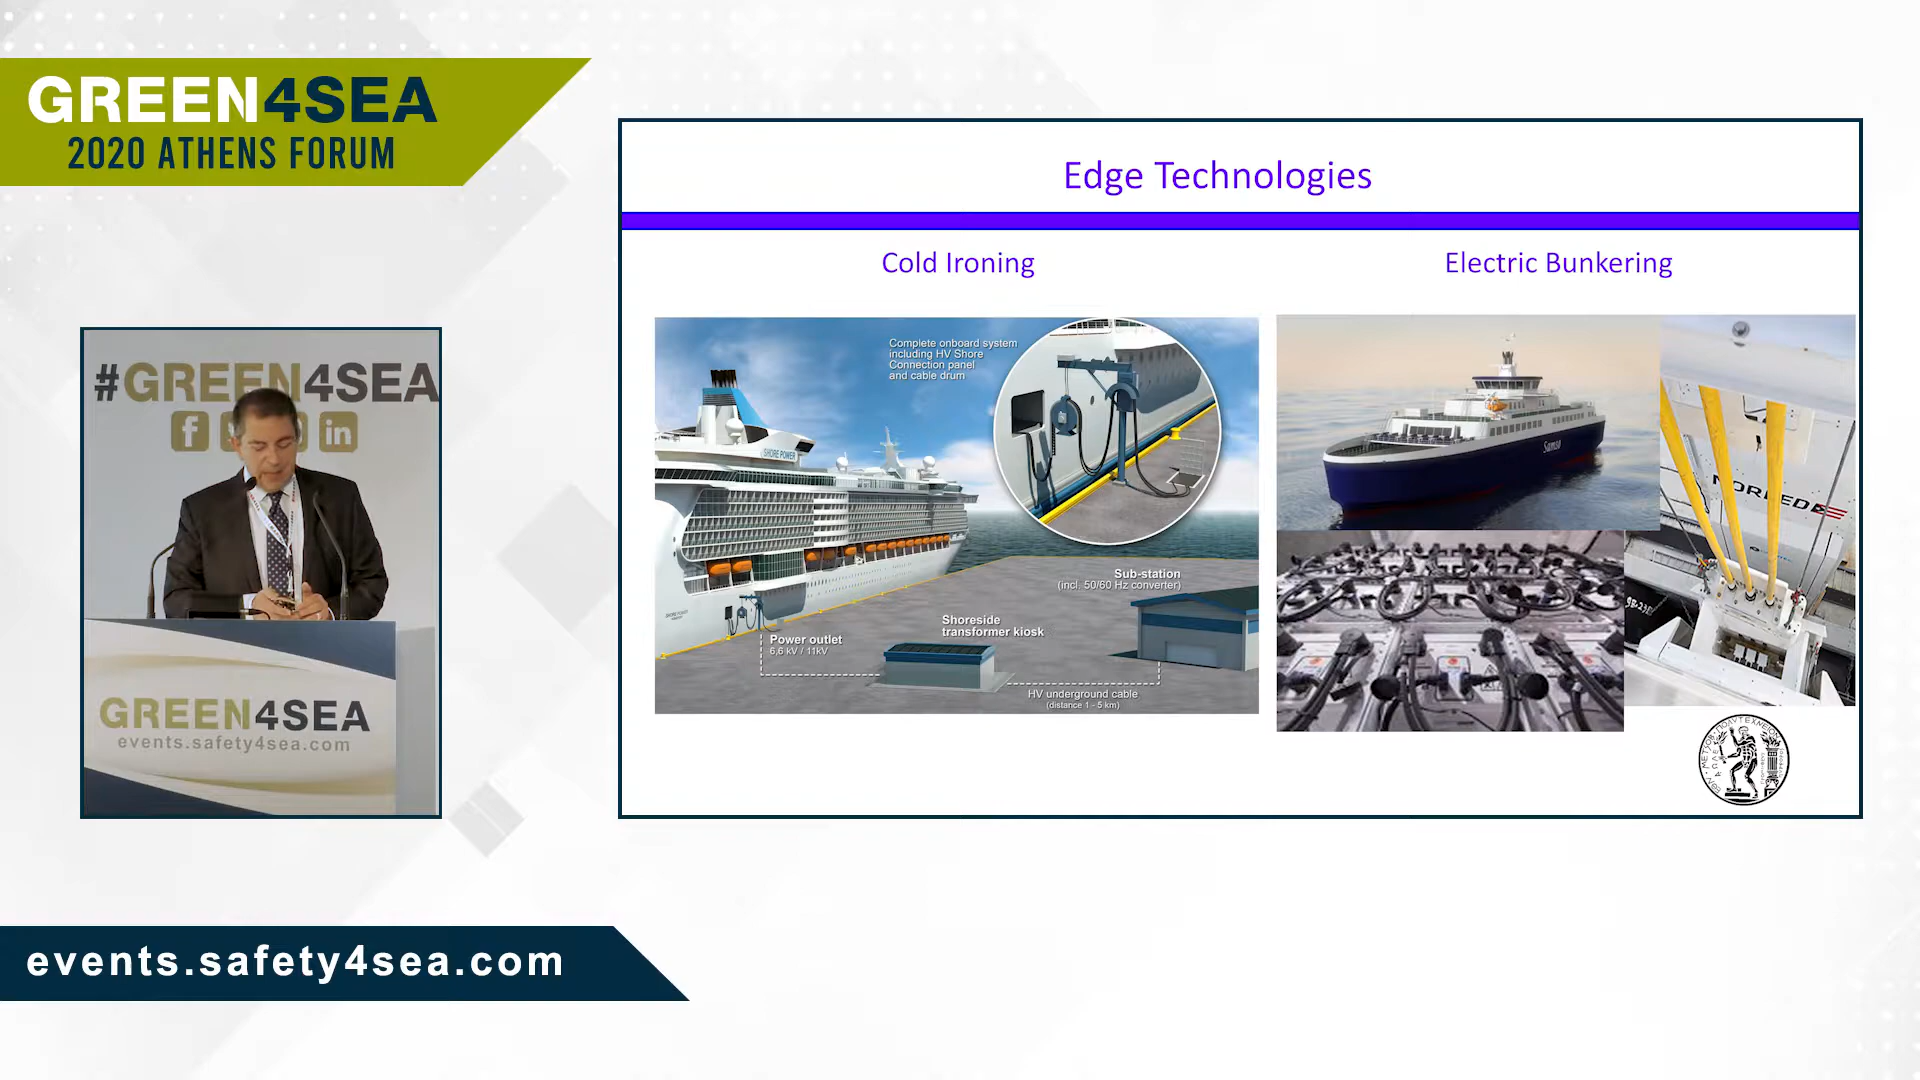 GREEN4SEA
2020 ATHENS FORUM
#GREEN4SEA
f
in
GREEN4SEA
events.safety4sea.com
events.safety4sea.com
Edge Technologies
Cold Ironing
Electric Bunkering
Complete onboard system
including HV Shore
Connection panel
and cable drum
SHORE POWER
Sub-station
(incl. 50/60 Hz converter)
Shoreside
transformer kiosk
Power outlet
6,6 kV / 11kV
HV underground cable
(distance 1 - 5 km)
Samsø
NORLED